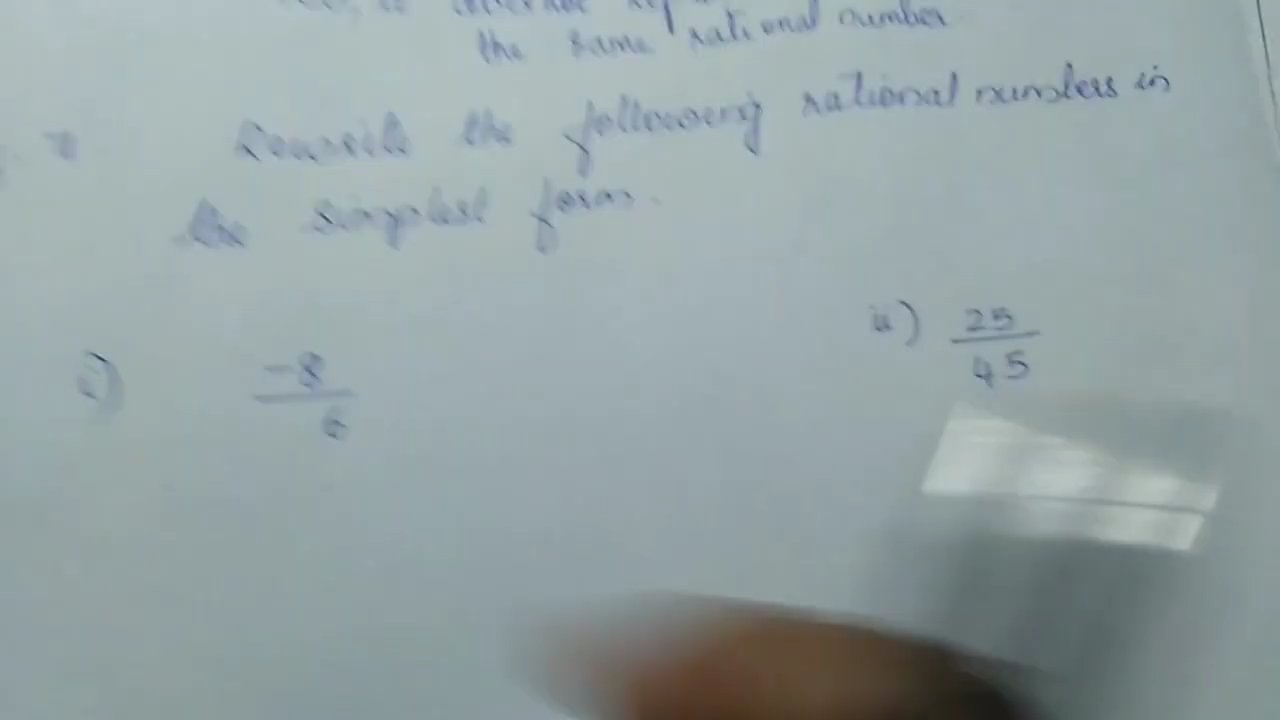 the same rational number
Rewrite the following rational numbers in
the simplest form.
i) -8/6
ii) 25/45